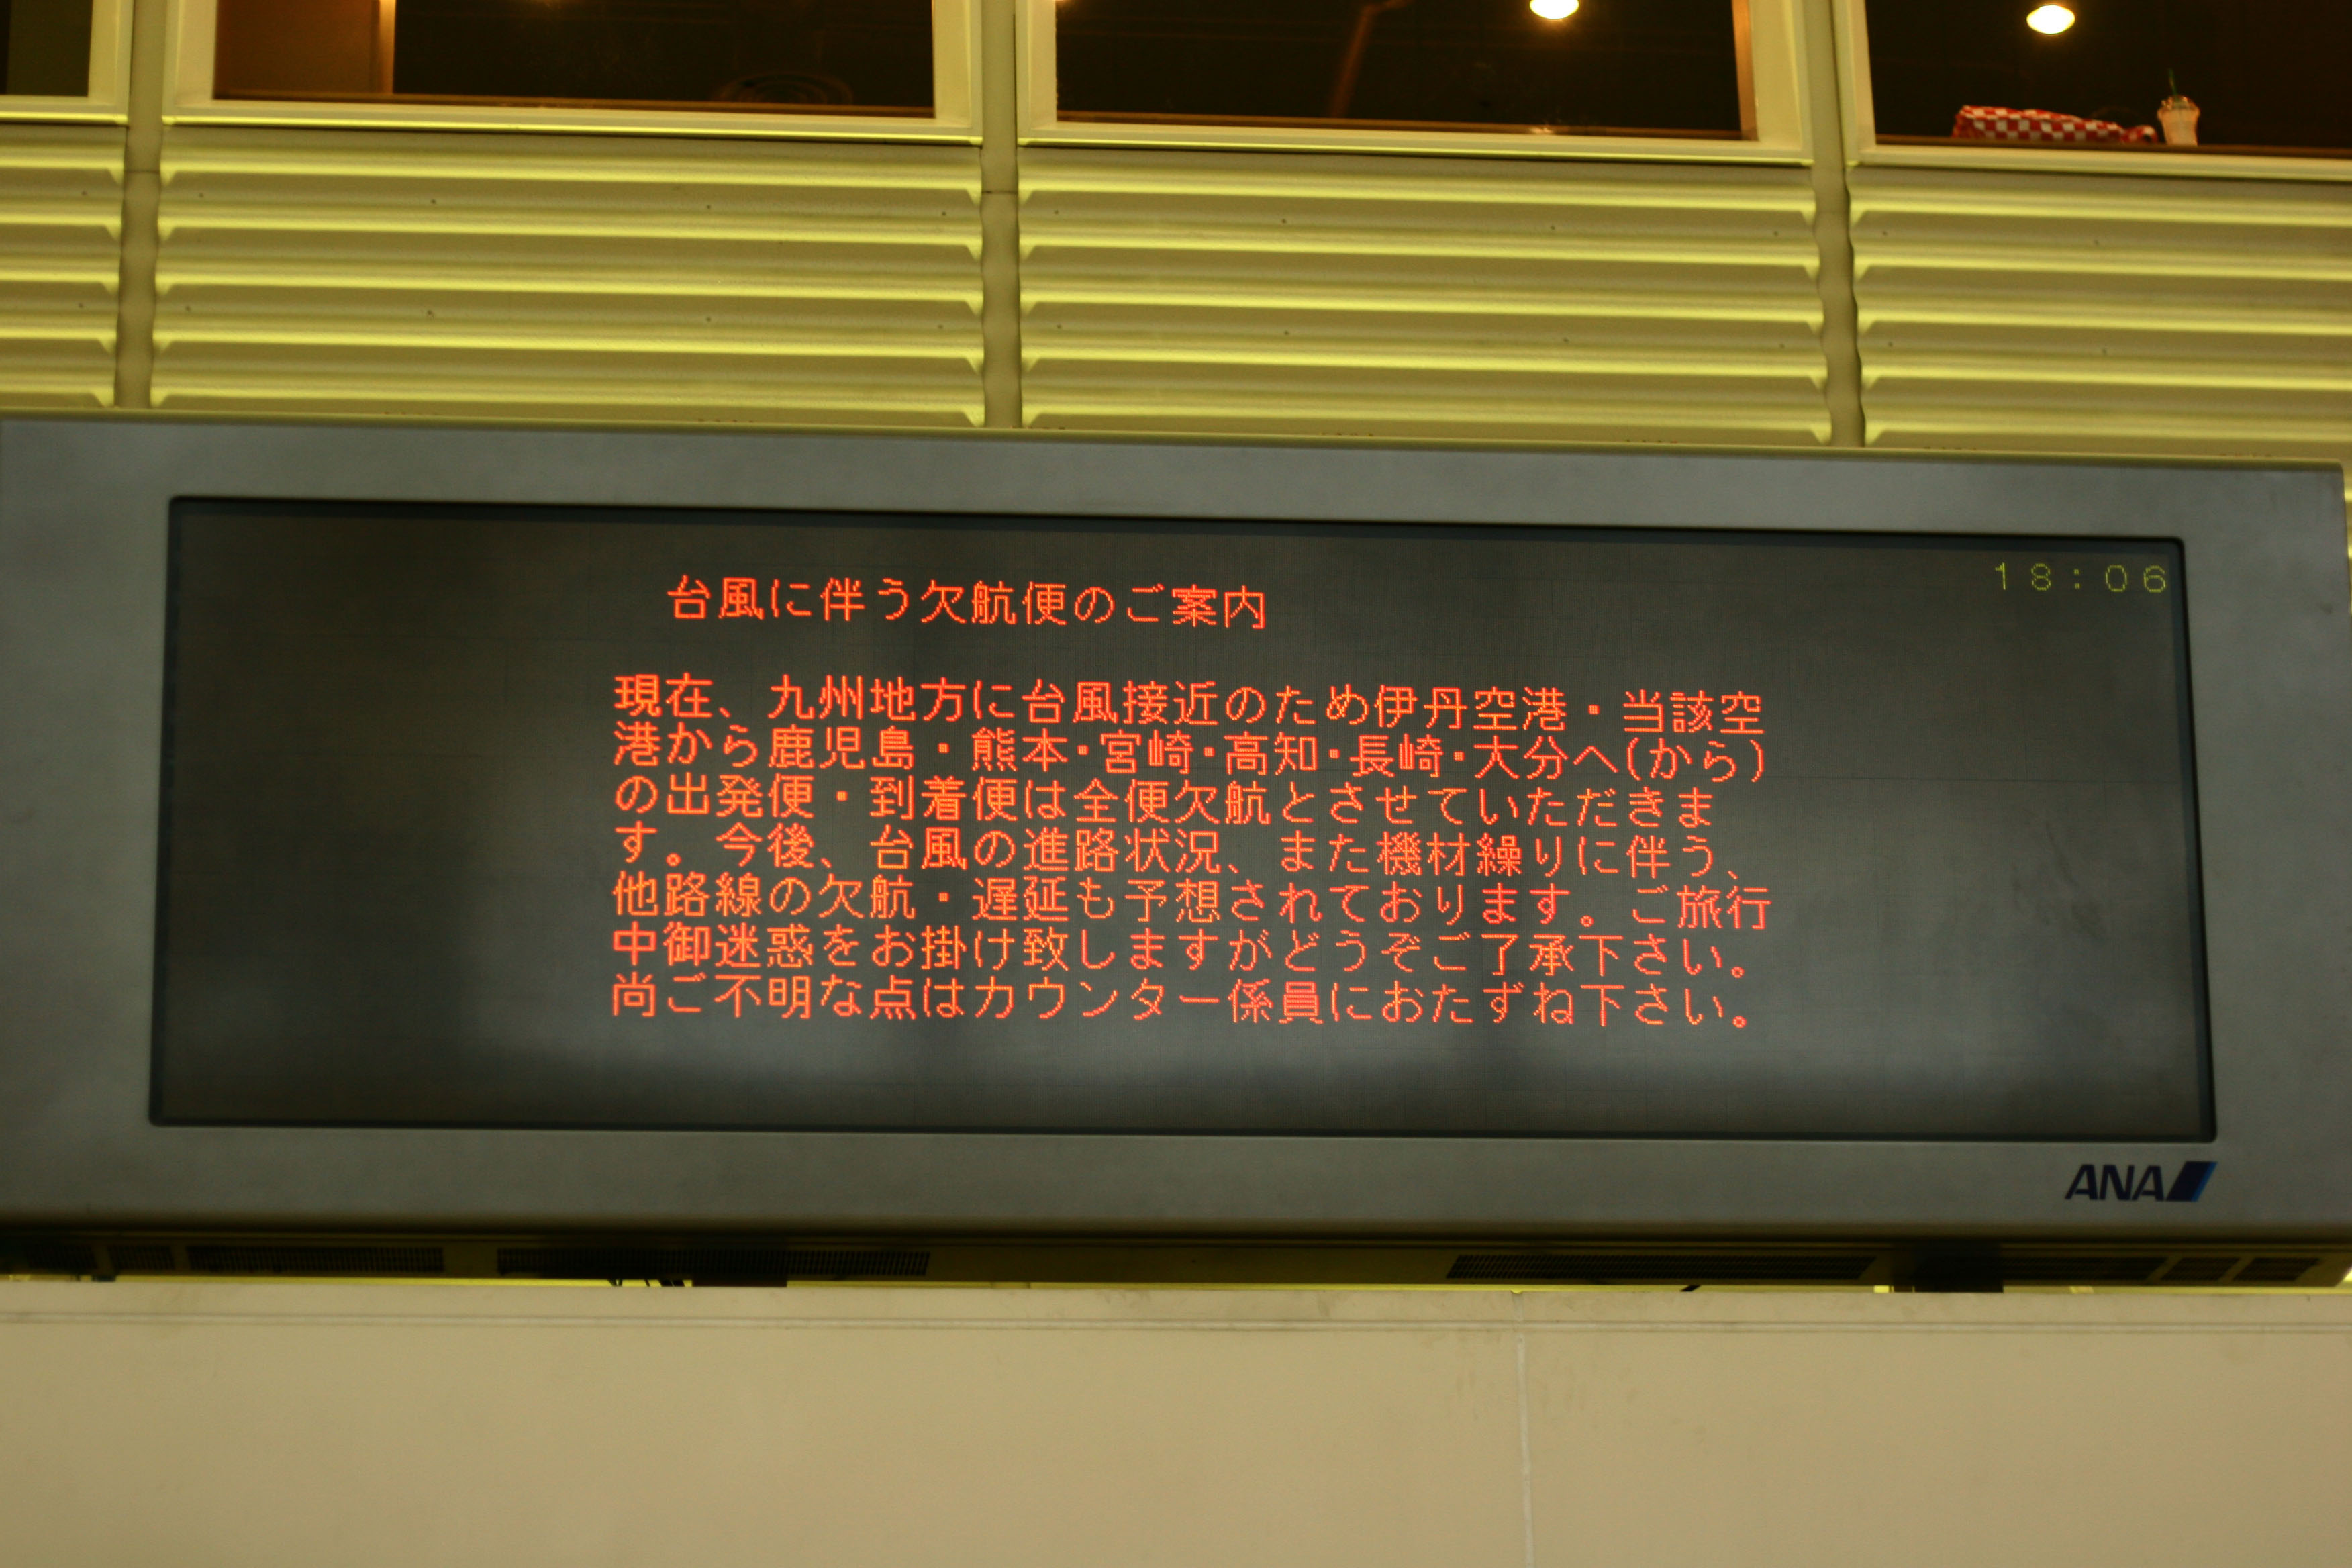 18:06
台風に伴う欠航便のご案内
現在、九州地方に台風接近のため伊丹空港・当該空
港から鹿児島・熊本・宮崎・高知・長崎・大分へ(から)
の出発便・到着便は全便欠航とさせていただきま
す。今後、台風の進路状況、また機材繰りに伴う、
他路線の欠航・遅延も予想されております。ご旅行
中御迷惑をお掛け致しますがどうぞご了承下さい。
尚ご不明な点はカウンター係員におたずね下さい。
ANA